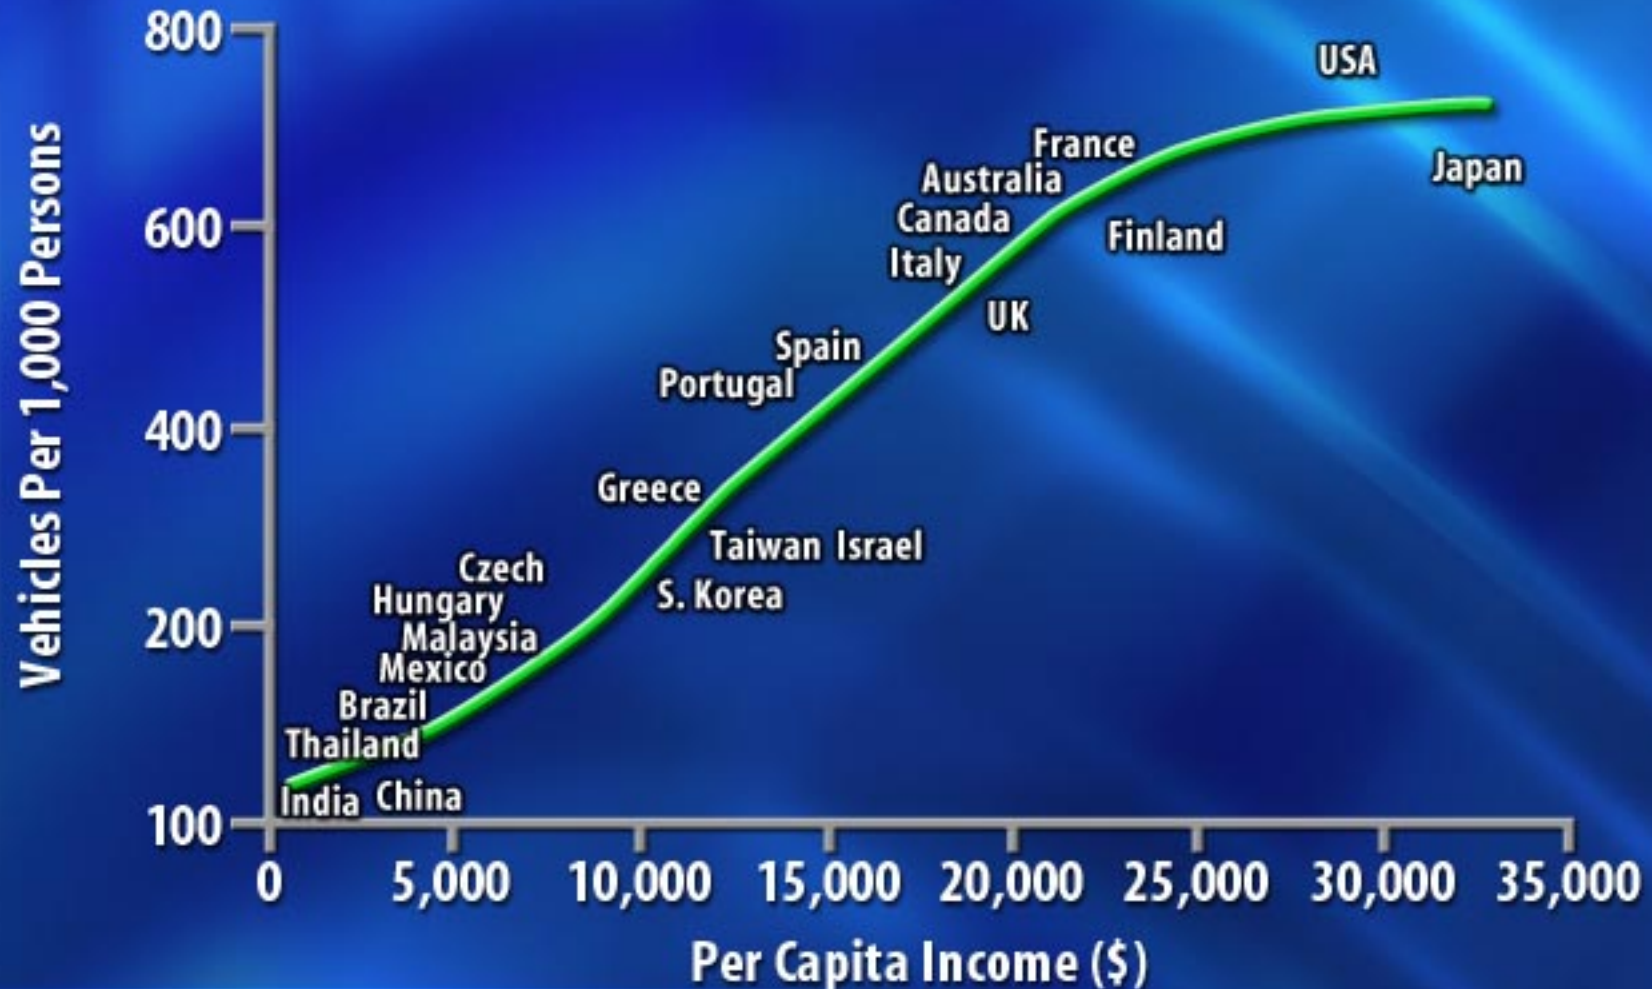 Vehicles Per 1,000 Persons
800
600
400
200
100
USA
France
Japan
Australia
Canada
Finland
Italy
UK
Spain
Portugal
Greece
Taiwan Israel
Czech
S. Korea
Hungary
Malaysia
Mexico
Brazil
Thailand
India China
0 5,000 10,000 15,000 20,000 25,000 30,000 35,000
Per Capita Income ($)